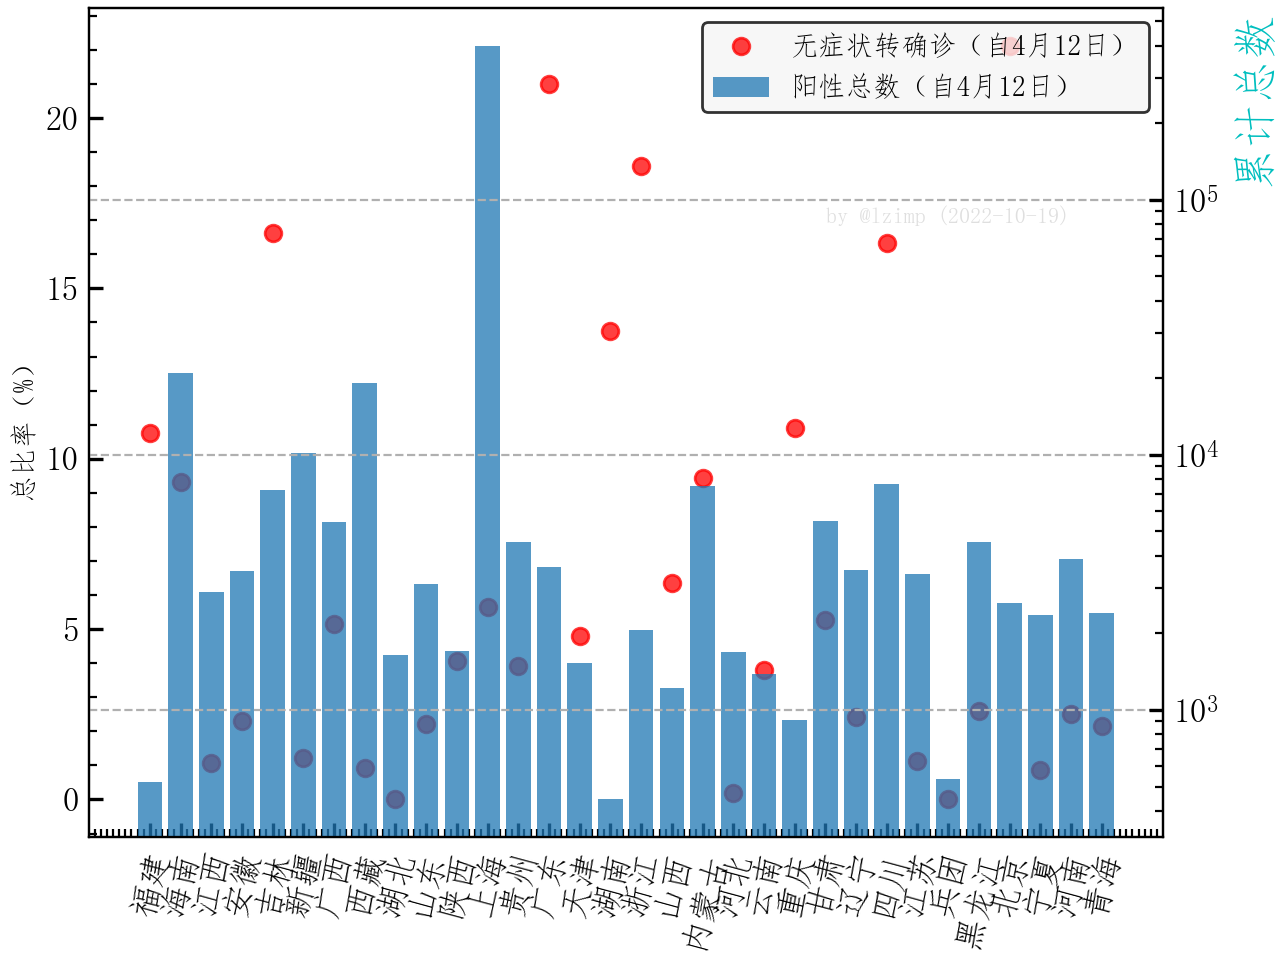 无症状转确诊（自4月12日）
阳性总数（自4月12日）
累计总数
总比率 (%)
20
15
10
5
0
10^5
10^4
10^3
by @lzimp (2022-10-19)
福建
海南
江西
安徽
吉林
新疆
广西
西藏
湖北
山东
陕西
上海
贵州
广东
天津
湖南
浙江
山西
内蒙古
河北
云南
重庆
甘肃
辽宁
四川
江苏
兵团
黑龙江
北京
宁夏
河南
青海